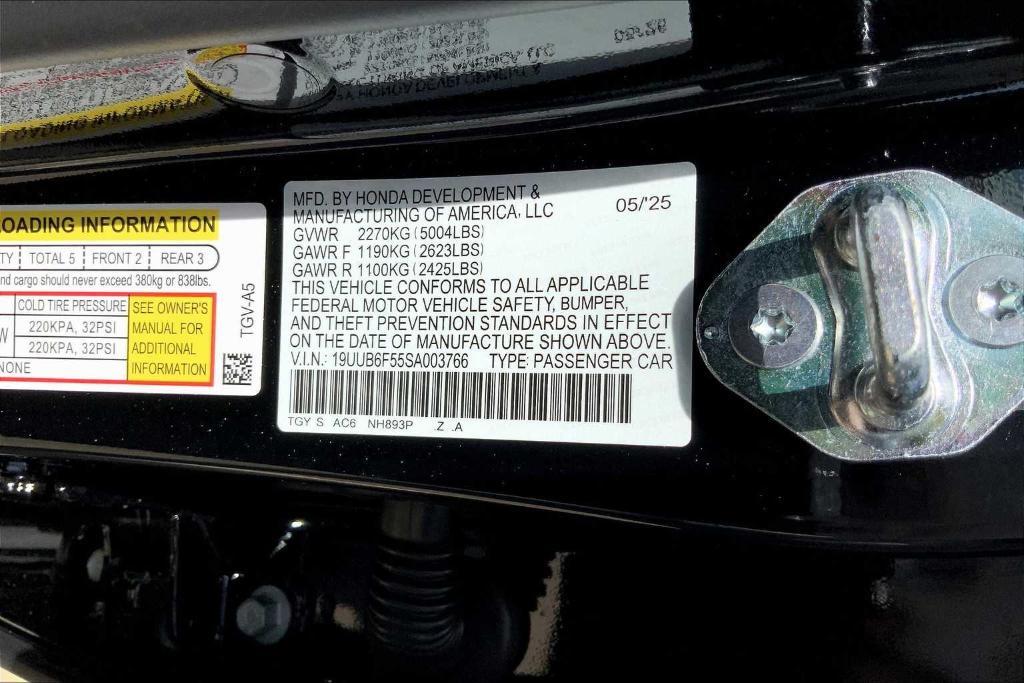 OADING INFORMATION
TY TOTAL 5 FRONT 2 REAR 3
nd cargo should never exceed 380kg or 838lbs.
COLD TIRE PRESSURE
220KPA, 32PSI
220KPA, 32PSI
NONE
SEE OWNER'S
MANUAL FOR
ADDITIONAL
INFORMATION
TGV-A5
MFD. BY HONDA DEVELOPMENT &
MANUFACTURING OF AMERICA, LLC 05/25
GVWR 2270KG (5004LBS)
GAWR F 1190KG (2623LBS)
GAWR R 1100KG (2425LBS)
THIS VEHICLE CONFORMS TO ALL APPLICABLE
FEDERAL MOTOR VEHICLE SAFETY, BUMPER,
AND THEFT PREVENTION STANDARDS IN EFFECT
ON THE DATE OF MANUFACTURE SHOWN ABOVE.
V.I.N.: 19UUB6F55SA003766 TYPE: PASSENGER CAR
TGY S AC6 NH893P .Z .A